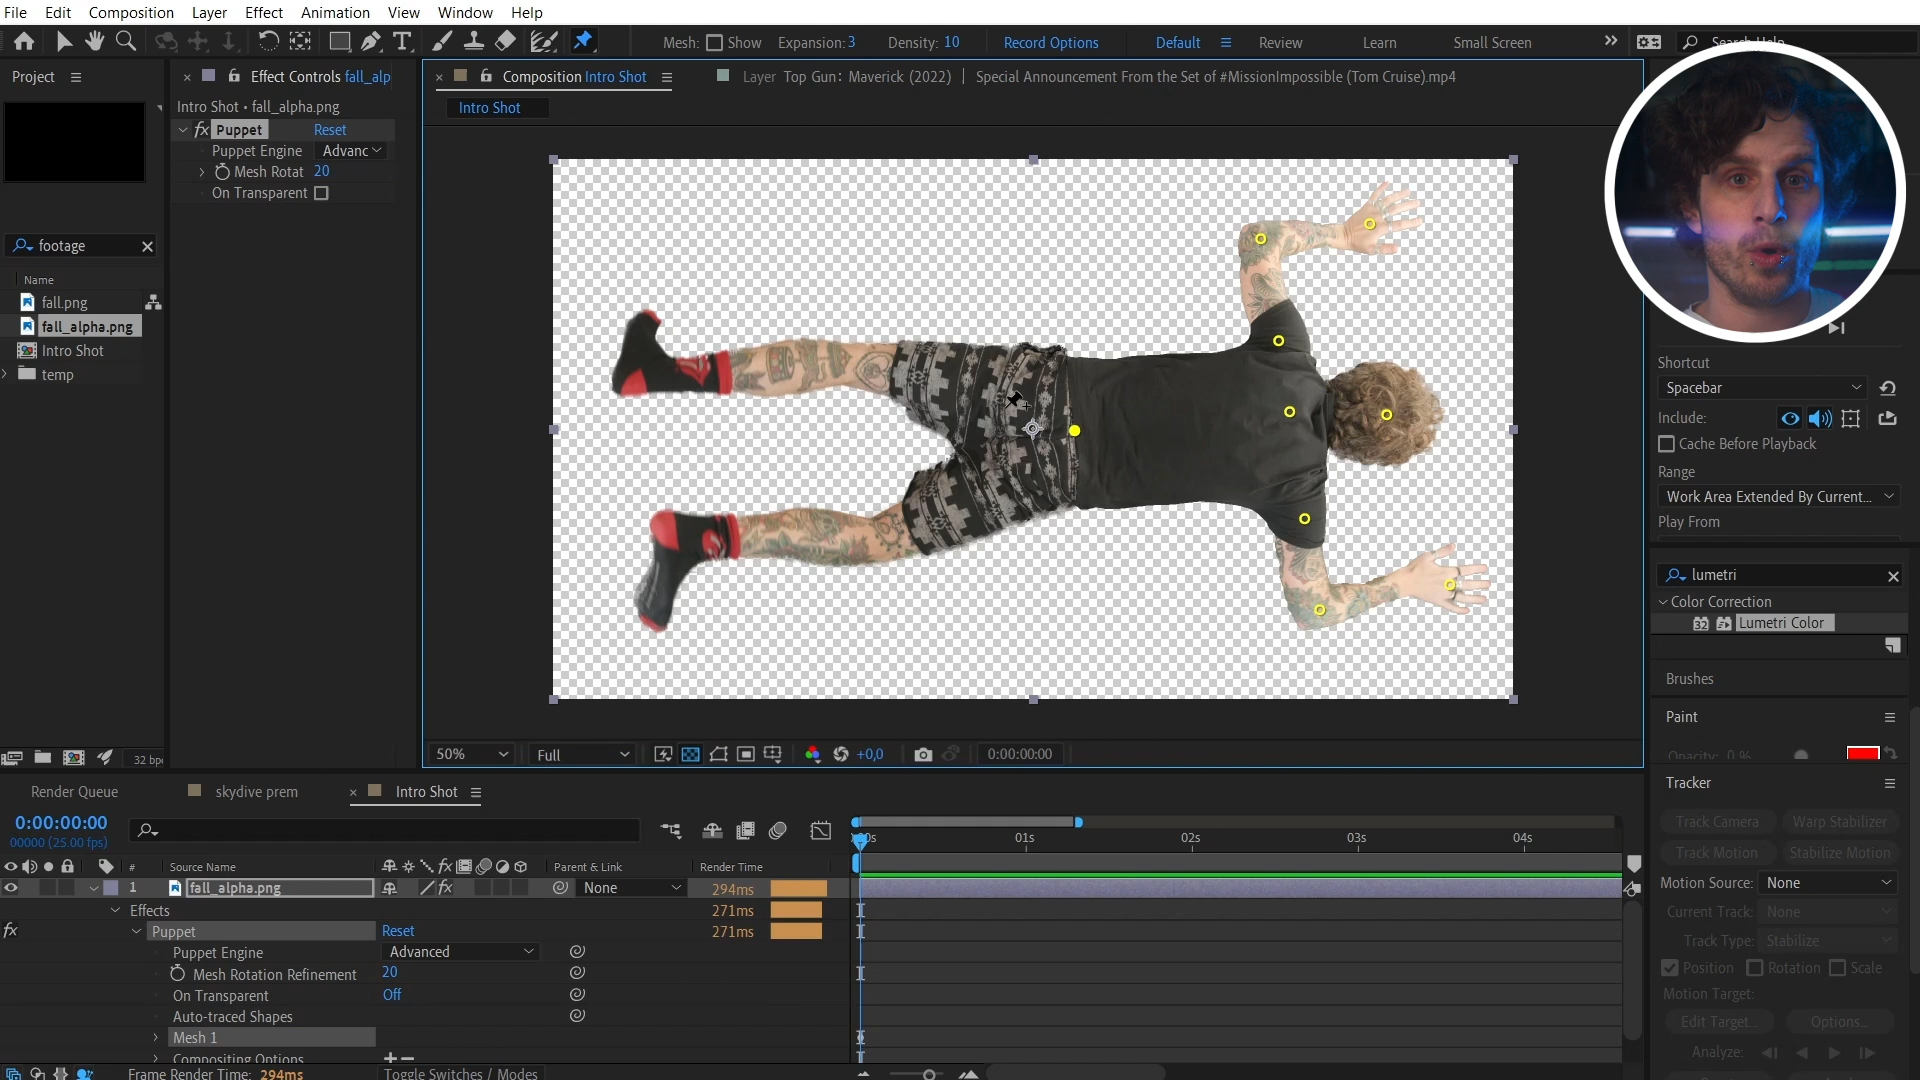 File Edit Composition Layer Effect Animation View Window Help
Mesh: Show Expansion: 3 Density: 10 Record Options Default Review Learn Small Screen
Project
Effect Controls fall_alp
Composition Intro Shot
Layer Top Gun: Maverick (2022) | Special Announcement From the Set of #MissionImpossible (Tom Cruise).mp4
Intro Shot • fall_alpha.png
Intro Shot
fx Puppet Reset
Puppet Engine Advanc
Mesh Rotat 20
On Transparent
footage
Name
fall.png
fall_alpha.png
Intro Shot
temp
32 bp
50% Full +0,0 0:00:00:00
Shortcut
Spacebar
Include:
Cache Before Playback
Range
Work Area Extended By Current...
Play From
lumetri
Color Correction
32 Lumetri Color
Brushes
Paint
Opacity: 0 %
Tracker
Track Camera Warp Stabilizer
Track Motion Stabilize Motion
Motion Source: None
Current Track: None
Track Type: Stabilize
Position Rotation Scale
Motion Target:
Edit Target... Options...
Analyze:
Render Queue skydive prem Intro Shot
0:00:00:00
00000 (25.00 fps)
01s 02s 03s 04s
# Source Name Parent & Link Render Time
1 fall_alpha.png None 294ms
Effects 271ms
fx Puppet Reset 271ms
Puppet Engine Advanced
Mesh Rotation Refinement 20
On Transparent Off
Auto-traced Shapes
Mesh 1
Compositing Options +–
Frame Render Time: 294ms Toggle Switches / Modes